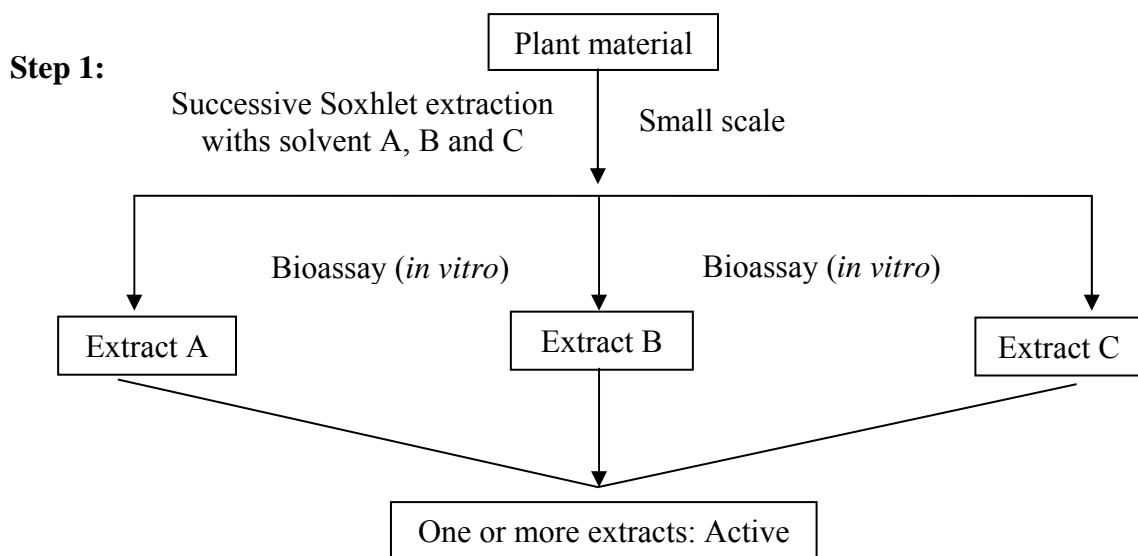 Plant material
Step 1:
Successive Soxhlet extraction
withs solvent A, B and C
Small scale
Bioassay (in vitro)
Bioassay (in vitro)
Extract A
Extract B
Extract C
One or more extracts: Active